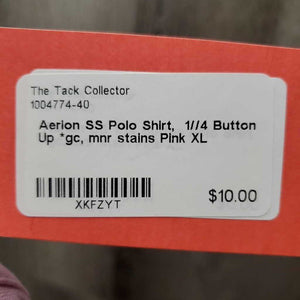 The Tack Collector
1004774-40
Aerion SS Polo Shirt, 1//4 Button
Up *gc, mnr stains Pink XL
XKFZYT
$10.00